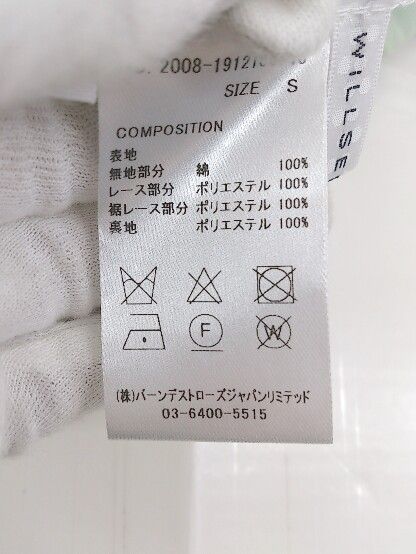 SIZE S
COMPOSITION
表地
無地部分 綿 100%
レース部分 ポリエステル 100%
裾レース部分 ポリエステル 100%
裏地 ポリエステル 100%
F
W
(株)バーンデストローズジャパンリミテッド
03-6400-5515
WILLSE